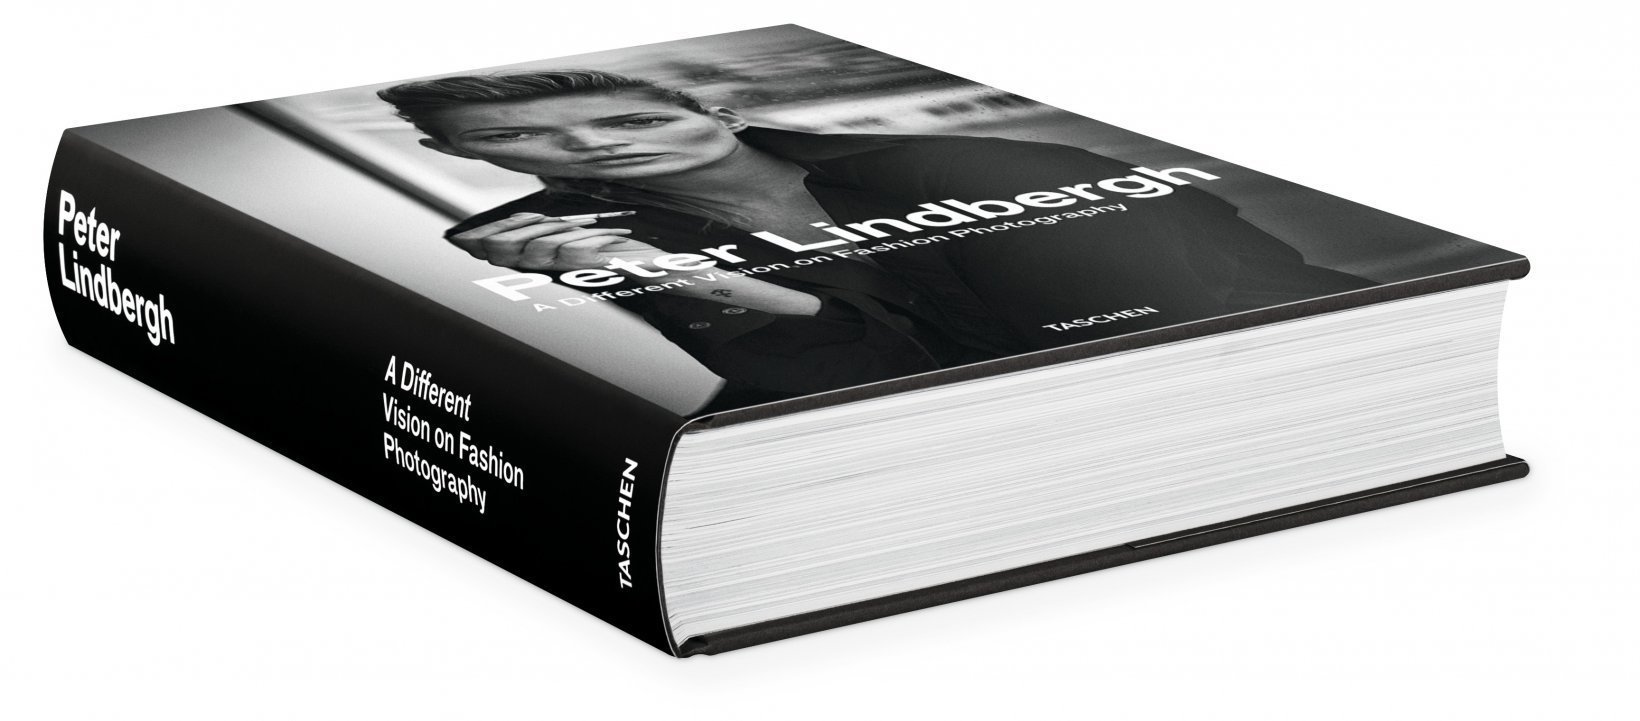 Peter
Lindbergh
A Different
Vision on Fashion
Photography
TASCHEN
Peter Lindbergh
A Different Vision on Fashion Photography
TASCHEN